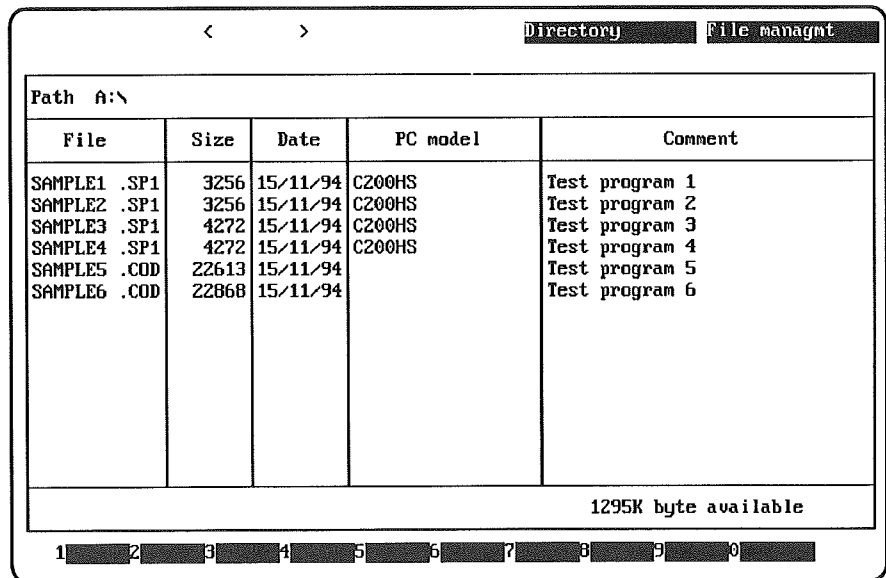 < > Directory File managmt
Path A:\
File Size Date PC model Comment
SAMPLE1 .SP1 3256 15/11/94 C200HS Test program 1
SAMPLE2 .SP1 3256 15/11/94 C200HS Test program 2
SAMPLE3 .SP1 4272 15/11/94 C200HS Test program 3
SAMPLE4 .SP1 4272 15/11/94 C200HS Test program 4
SAMPLE5 .COD 22613 15/11/94 Test program 5
SAMPLE6 .COD 22868 15/11/94 Test program 6
1295K byte available
1 2 3 4 5 6 7 8 9 0